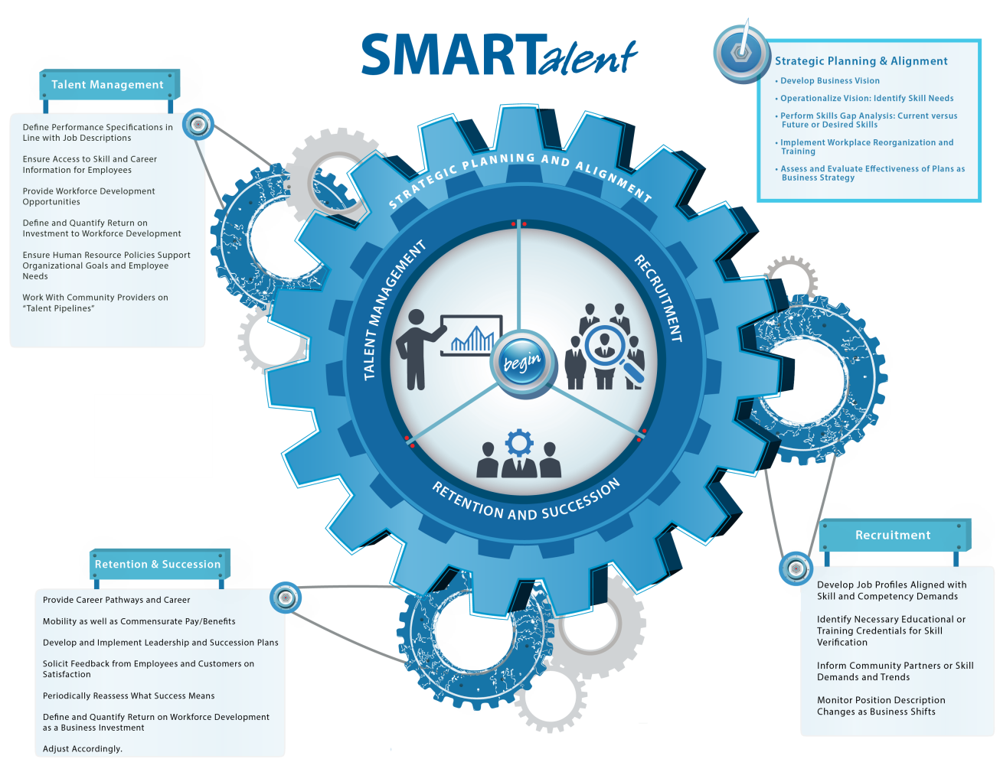 SMARTalent
Strategic Planning & Alignment
• Develop Business Vision
• Operationalize Vision: Identify Skill Needs
• Perform Skills Gap Analysis: Current versus
Future or Desired Skills
• Implement Workplace Reorganization and
Training
• Assess and Evaluate Effectiveness of Plans as
Business Strategy
Talent Management
Define Performance Specifications in
Line with Job Descriptions
Ensure Access to Skill and Career
Information for Employees
Provide Workforce Development
Opportunities
Define and Quantify Return on
Investment to Workforce Development
Ensure Human Resource Policies Support
Organizational Goals and Employee
Needs
Work With Community Providers on
“Talent Pipelines”
STRATEGIC PLANNING AND ALIGNMENT
TALENT MANAGEMENT
RECRUITMENT
begin
RETENTION AND SUCCESSION
Retention & Succession
Provide Career Pathways and Career
Mobility as well as Commensurate Pay/Benefits
Develop and Implement Leadership and Succession Plans
Solicit Feedback from Employees and Customers on
Satisfaction
Periodically Reassess What Success Means
Define and Quantify Return on Workforce Development
as a Business Investment
Adjust Accordingly.
Recruitment
Develop Job Profiles Aligned with
Skill and Competency Demands
Identify Necessary Educational or
Training Credentials for Skill
Verification
Inform Community Partners or Skill
Demands and Trends
Monitor Position Description
Changes as Business Shifts